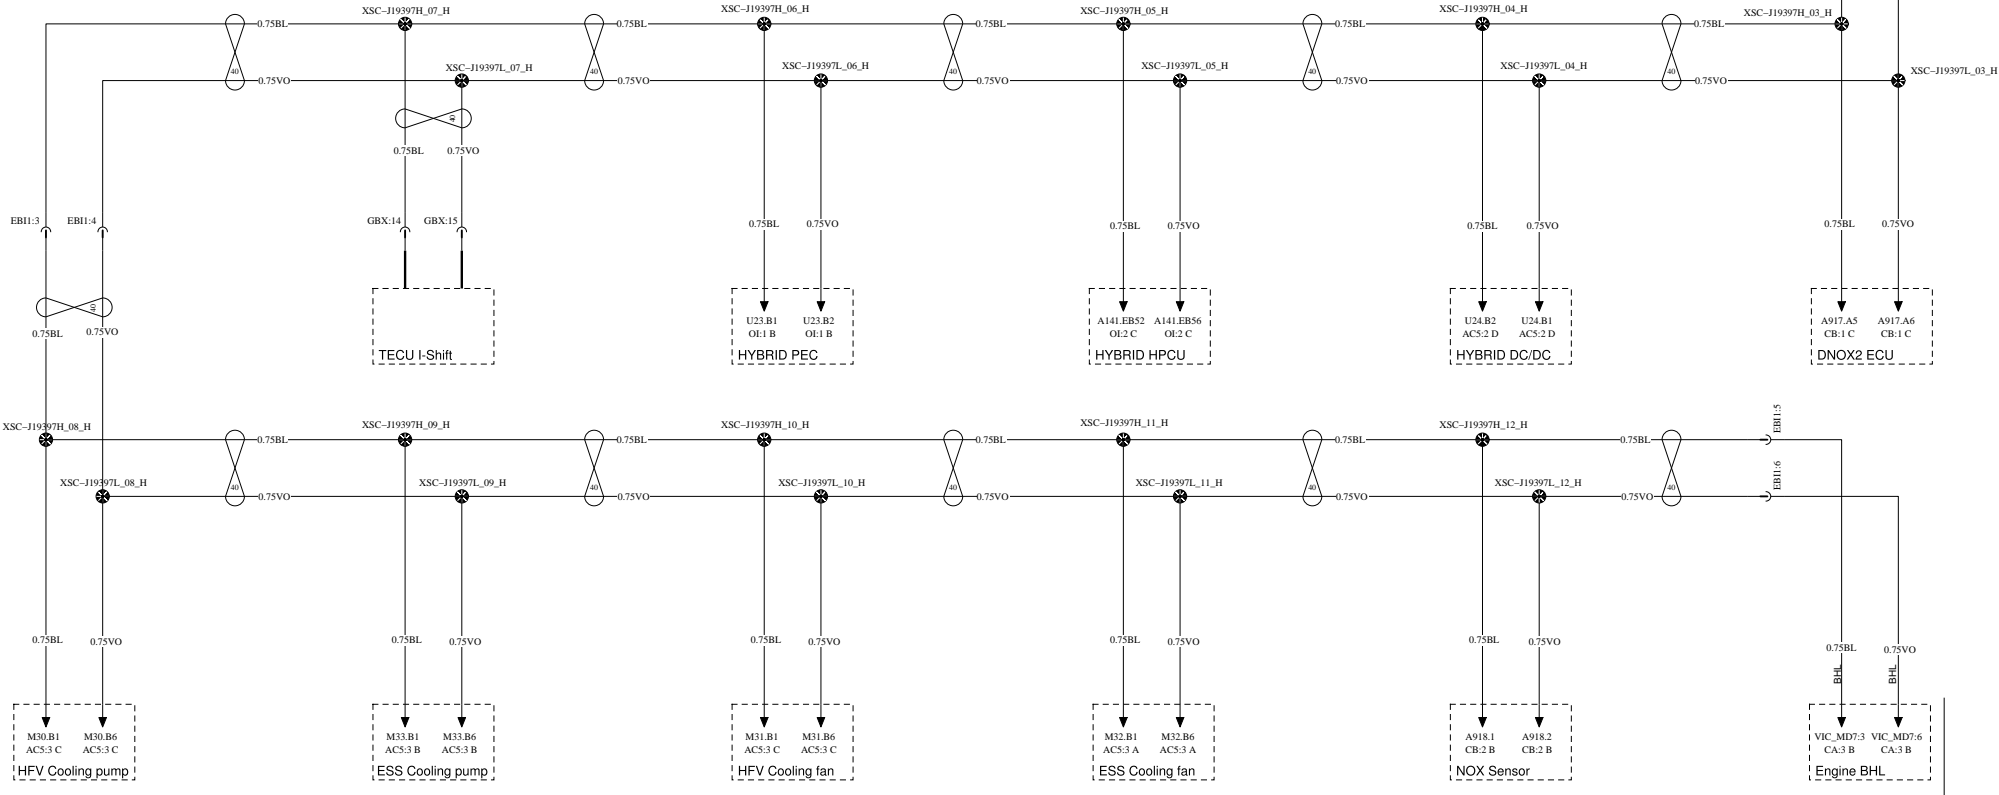 XSC–J19397H_07_H
XSC–J19397H_06_H
XSC–J19397H_05_H
XSC–J19397H_04_H
XSC–J19397H_03_H
0.75BL
0.75BL
0.75BL
0.75BL
0.75BL
XSC–J19397L_07_H
XSC–J19397L_06_H
XSC–J19397L_05_H
XSC–J19397L_04_H
XSC–J19397L_03_H
40
40
40
40
40
0.75VO
0.75VO
0.75VO
0.75VO
0.75VO
40
0.75BL
0.75VO
EBI1:3
EBI1:4
GBX:14
GBX:15
0.75BL
0.75VO
0.75BL
0.75VO
0.75BL
0.75VO
0.75BL
0.75VO
40
0.75BL
0.75VO
TECU I-Shift
U23.B1
U23.B2
OI:1 B
OI:1 B
HYBRID PEC
A141.EB52
A141.EB56
OI:2 C
OI:2 C
HYBRID HPCU
U24.B2
U24.B1
AC5:2 D
AC5:2 D
HYBRID DC/DC
A917.A5
A917.A6
CB:1 C
CB:1 C
DNOX2 ECU
XSC–J19397H_08_H
XSC–J19397H_09_H
XSC–J19397H_10_H
XSC–J19397H_11_H
XSC–J19397H_12_H
EBI1:5
0.75BL
0.75BL
0.75BL
0.75BL
0.75BL
XSC–J19397L_08_H
XSC–J19397L_09_H
XSC–J19397L_10_H
XSC–J19397L_11_H
XSC–J19397L_12_H
EBI1:6
40
40
40
40
40
0.75VO
0.75VO
0.75VO
0.75VO
0.75VO
0.75BL
0.75VO
0.75BL
0.75VO
0.75BL
0.75VO
0.75BL
0.75VO
0.75BL
0.75VO
0.75BL
0.75VO
BHL
BHL
M30.B1
M30.B6
AC5:3 C
AC5:3 C
HFV Cooling pump
M33.B1
M33.B6
AC5:3 B
AC5:3 B
ESS Cooling pump
M31.B1
M31.B6
AC5:3 C
AC5:3 C
HFV Cooling fan
M32.B1
M32.B6
AC5:3 A
AC5:3 A
ESS Cooling fan
A918.1
A918.2
CB:2 B
CB:2 B
NOX Sensor
VIC_MD7:3
VIC_MD7:6
CA:3 B
CA:3 B
Engine BHL